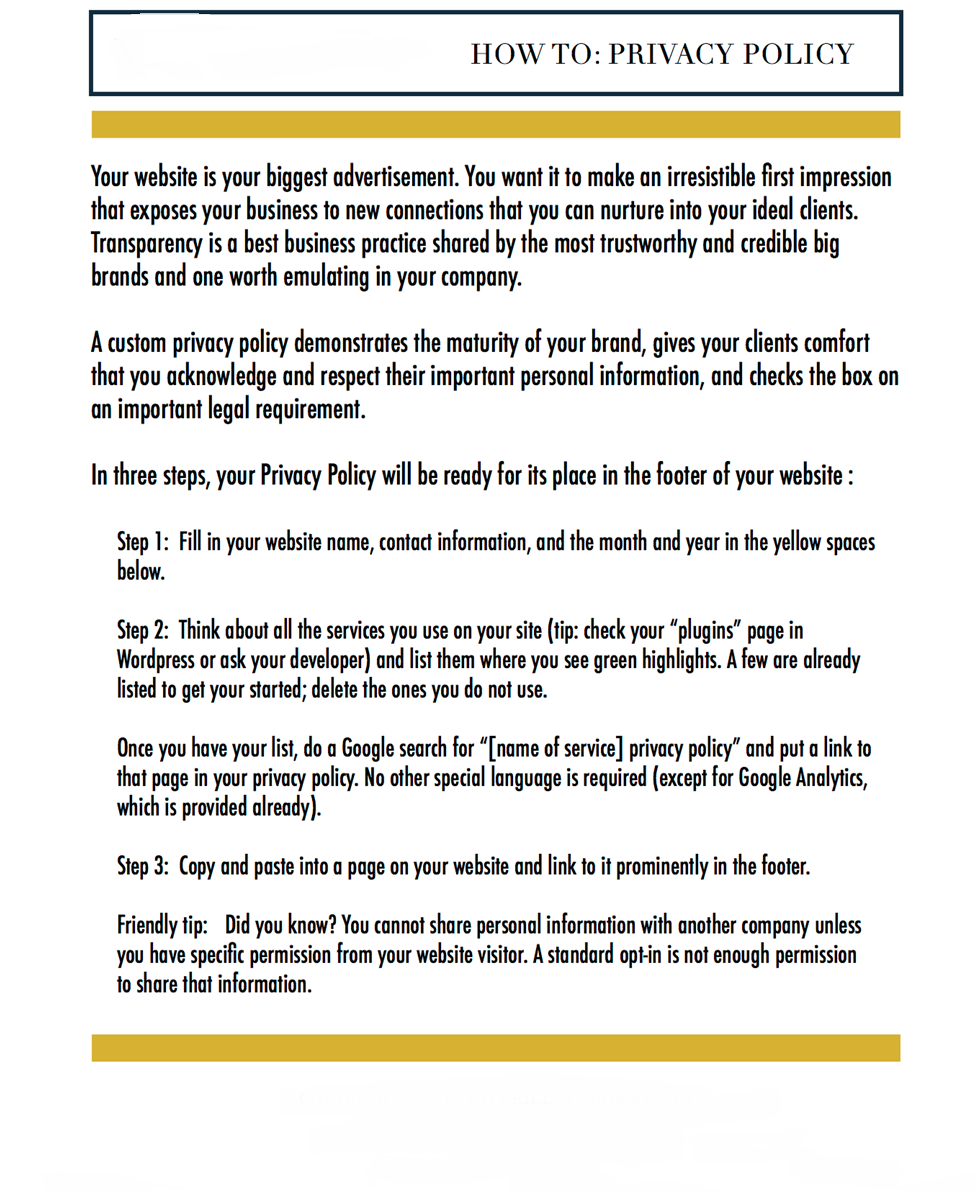 HOW TO: PRIVACY POLICY
Your website is your biggest advertisement. You want it to make an irresistible first impression
that exposes your business to new connections that you can nurture into your ideal clients.
Transparency is a best business practice shared by the most trustworthy and credible big
brands and one worth emulating in your company.
A custom privacy policy demonstrates the maturity of your brand, gives your clients comfort
that you acknowledge and respect their important personal information, and checks the box on
an important legal requirement.
In three steps, your Privacy Policy will be ready for its place in the footer of your website :
Step 1:  Fill in your website name, contact information, and the month and year in the yellow spaces
below.
Step 2:  Think about all the services you use on your site (tip: check your “plugins” page in
Wordpress or ask your developer) and list them where you see green highlights. A few are already
listed to get your started; delete the ones you do not use.
Once you have your list, do a Google search for “[name of service] privacy policy” and put a link to
that page in your privacy policy. No other special language is required (except for Google Analytics,
which is provided already).
Step 3:  Copy and paste into a page on your website and link to it prominently in the footer.
Friendly tip:   Did you know? You cannot share personal information with another company unless
you have specific permission from your website visitor. A standard opt-in is not enough permission
to share that information.